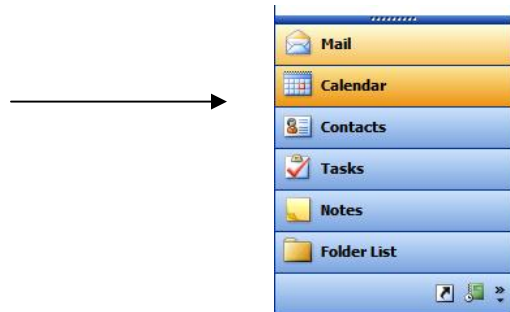 Mail
Calendar
Contacts
Tasks
Notes
Folder List